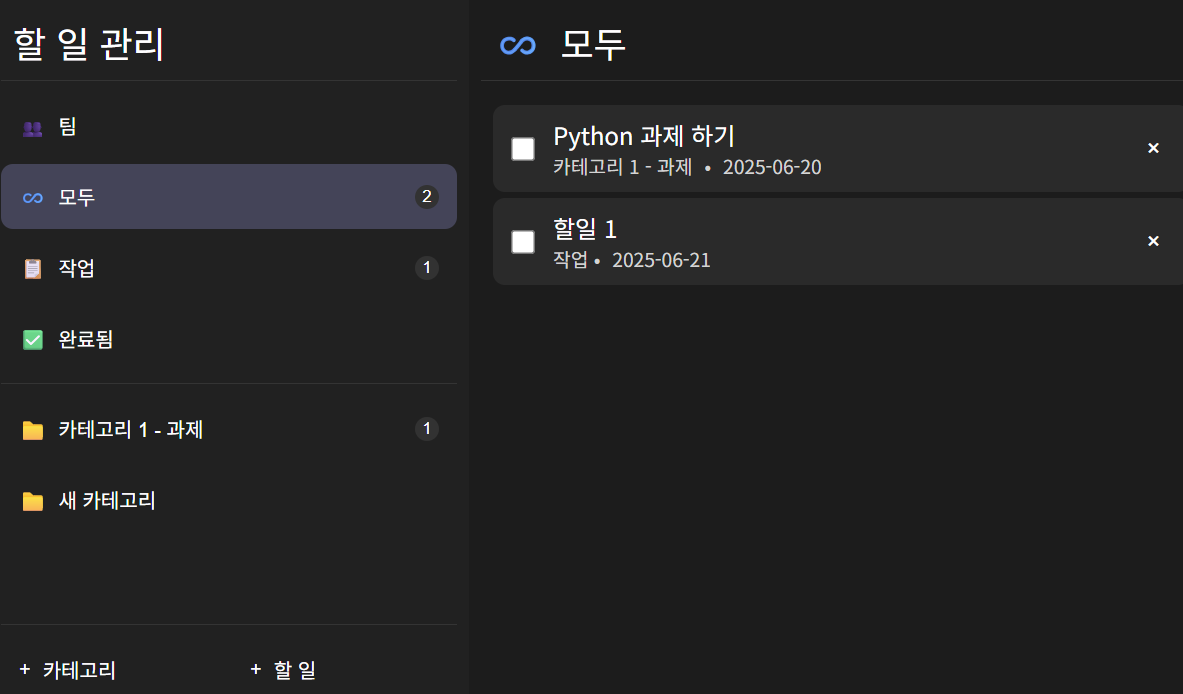 할 일 관리
팀
모두 2
작업 1
완료됨
카테고리 1 - 과제 1
새 카테고리
+ 카테고리 + 할 일
모두
Python 과제 하기 ×
카테고리 1 - 과제 • 2025-06-20
할일 1 ×
작업 • 2025-06-21